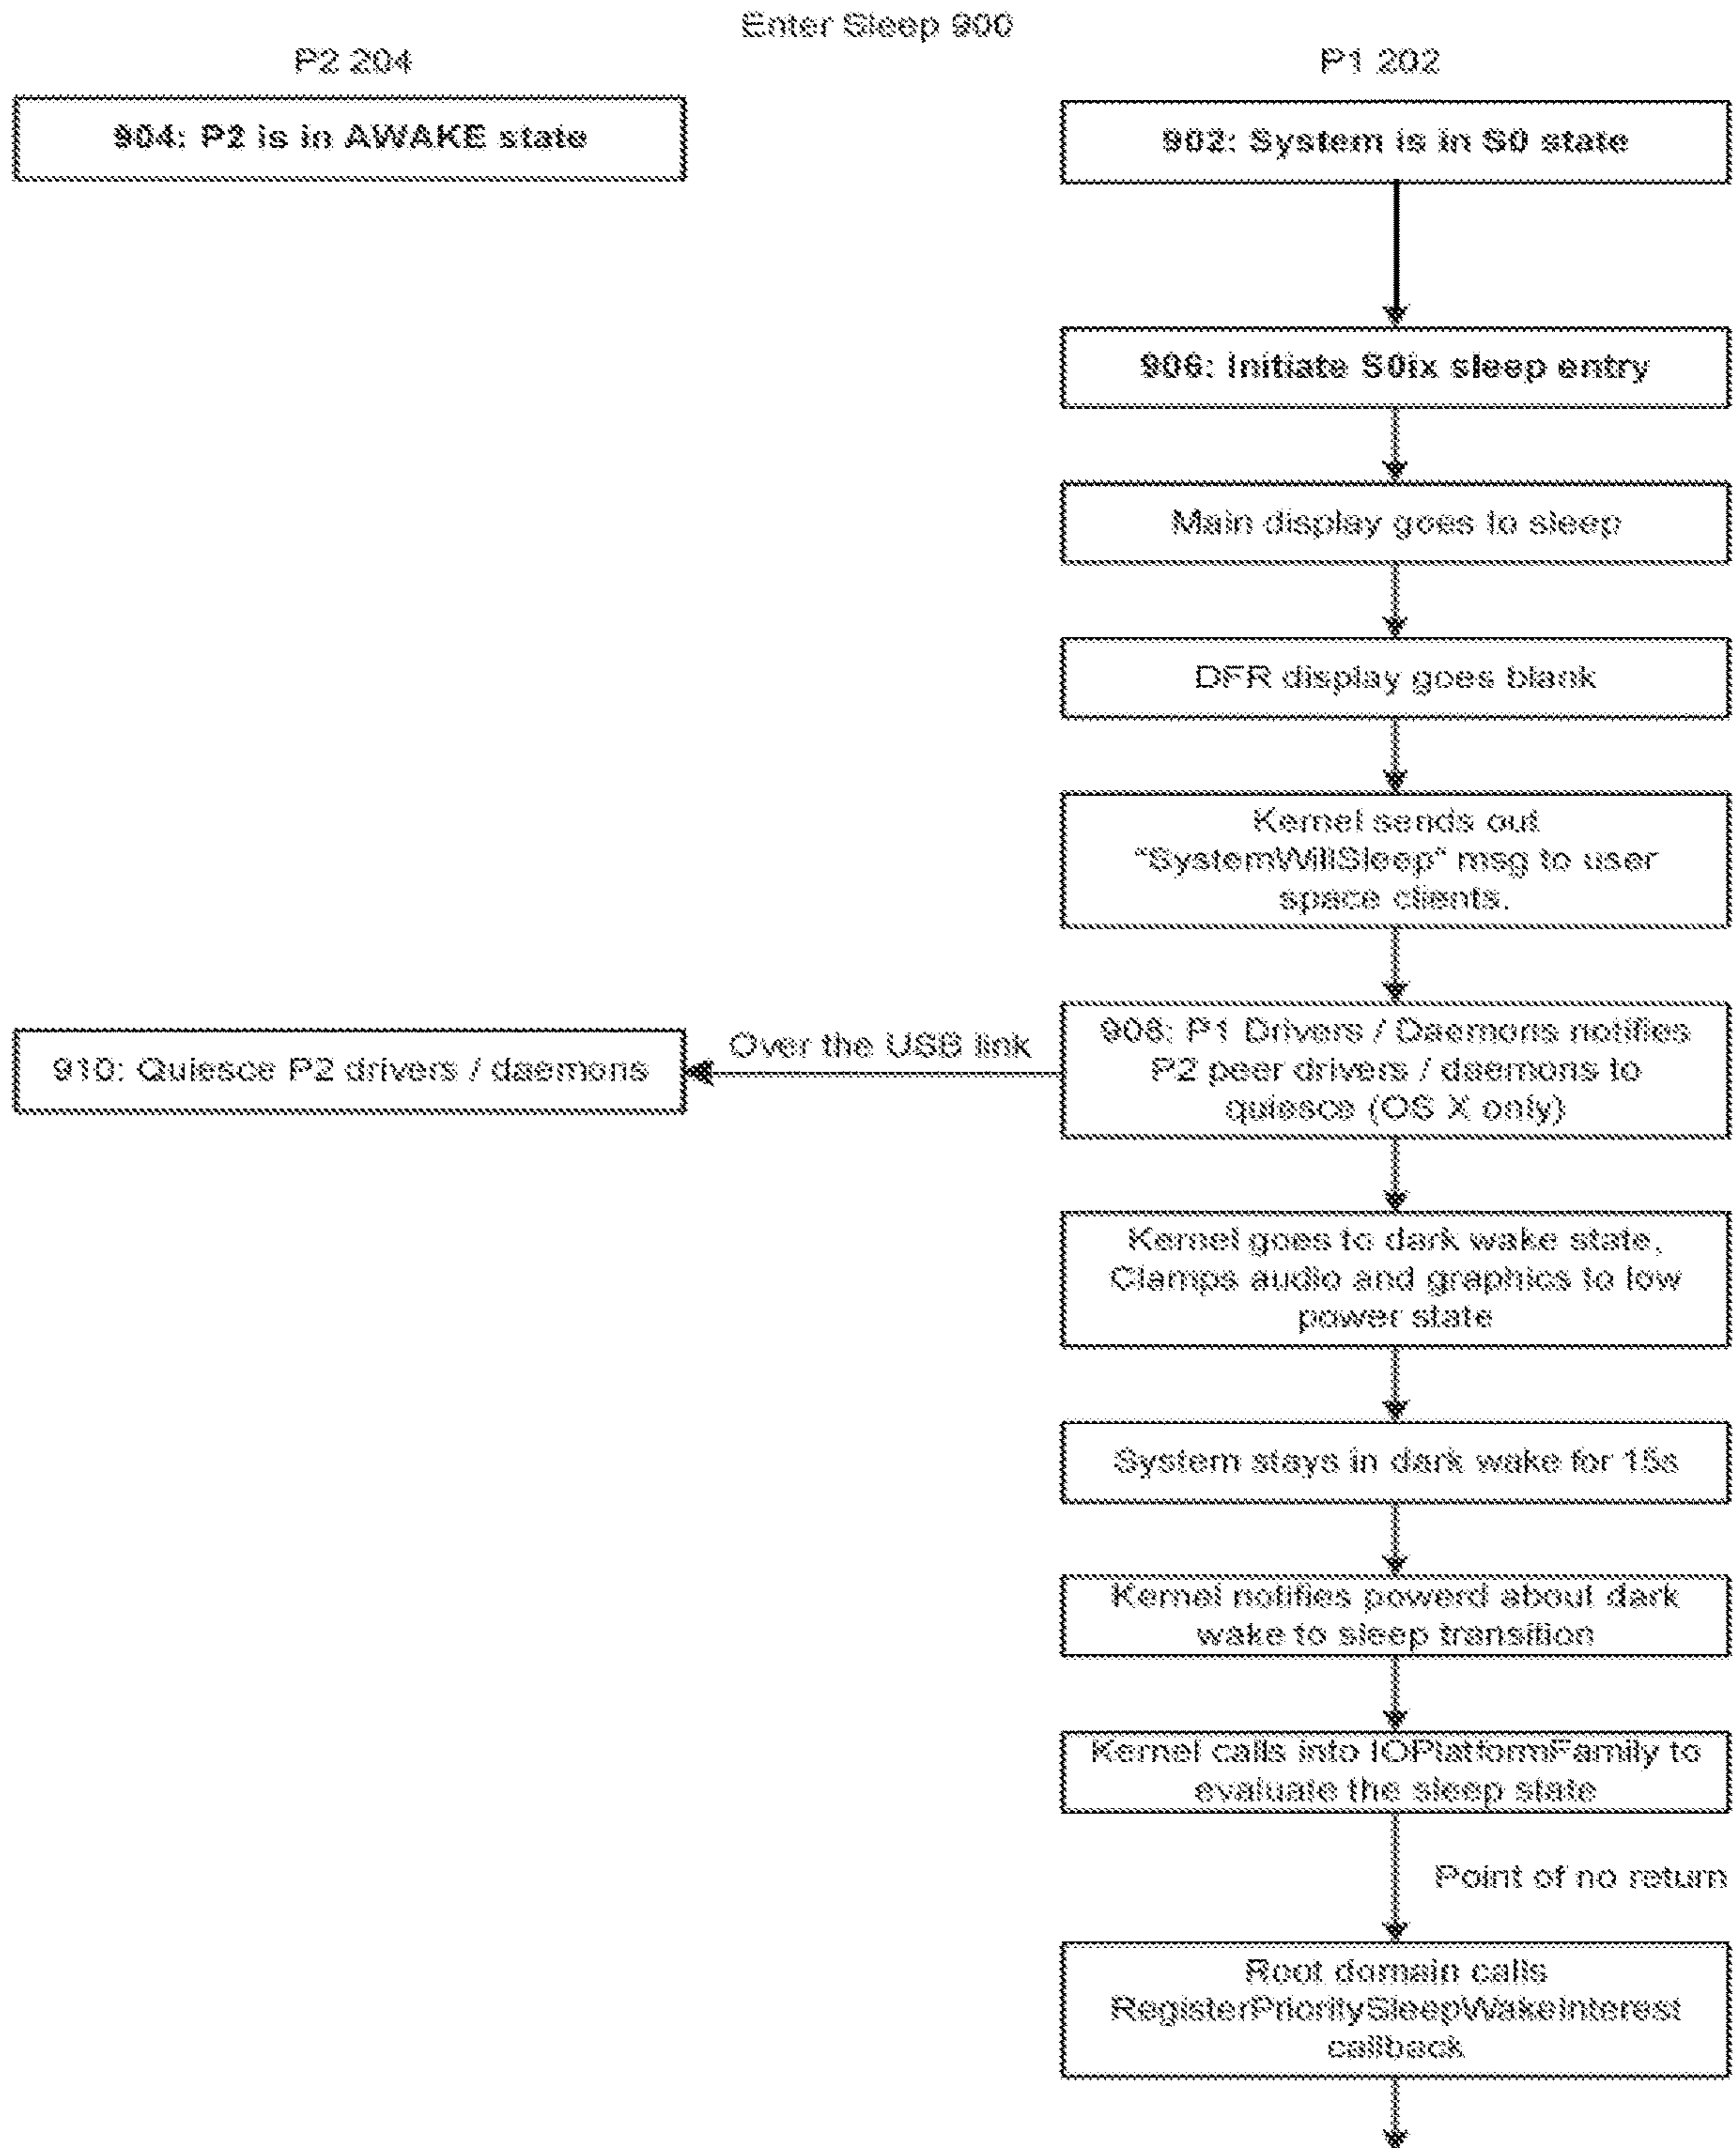 Enter Sleep 900
P2 204
P1 202
904: P2 is in AWAKE state
902: System is in S0 state
906: Initiate S0ix sleep entry
Main display goes to sleep
DFR display goes blank
Kernel sends out
"SystemWillSleep" msg to user
space clients.
908: P1 Drivers / Daemons notifies
P2 peer drivers / daemons to
quiesce (OS X only)
Over the USB link
910: Quiesce P2 drivers / daemons
Kernel goes to dark wake state,
Clamps audio and graphics to low
power state
System stays in dark wake for 15s
Kernel notifies powerd about dark
wake to sleep transition
Kernel calls into IOPlatformFamily to
evaluate the sleep state
Point of no return
Root domain calls
RegisterPrioritySleepWakeInterest
callback